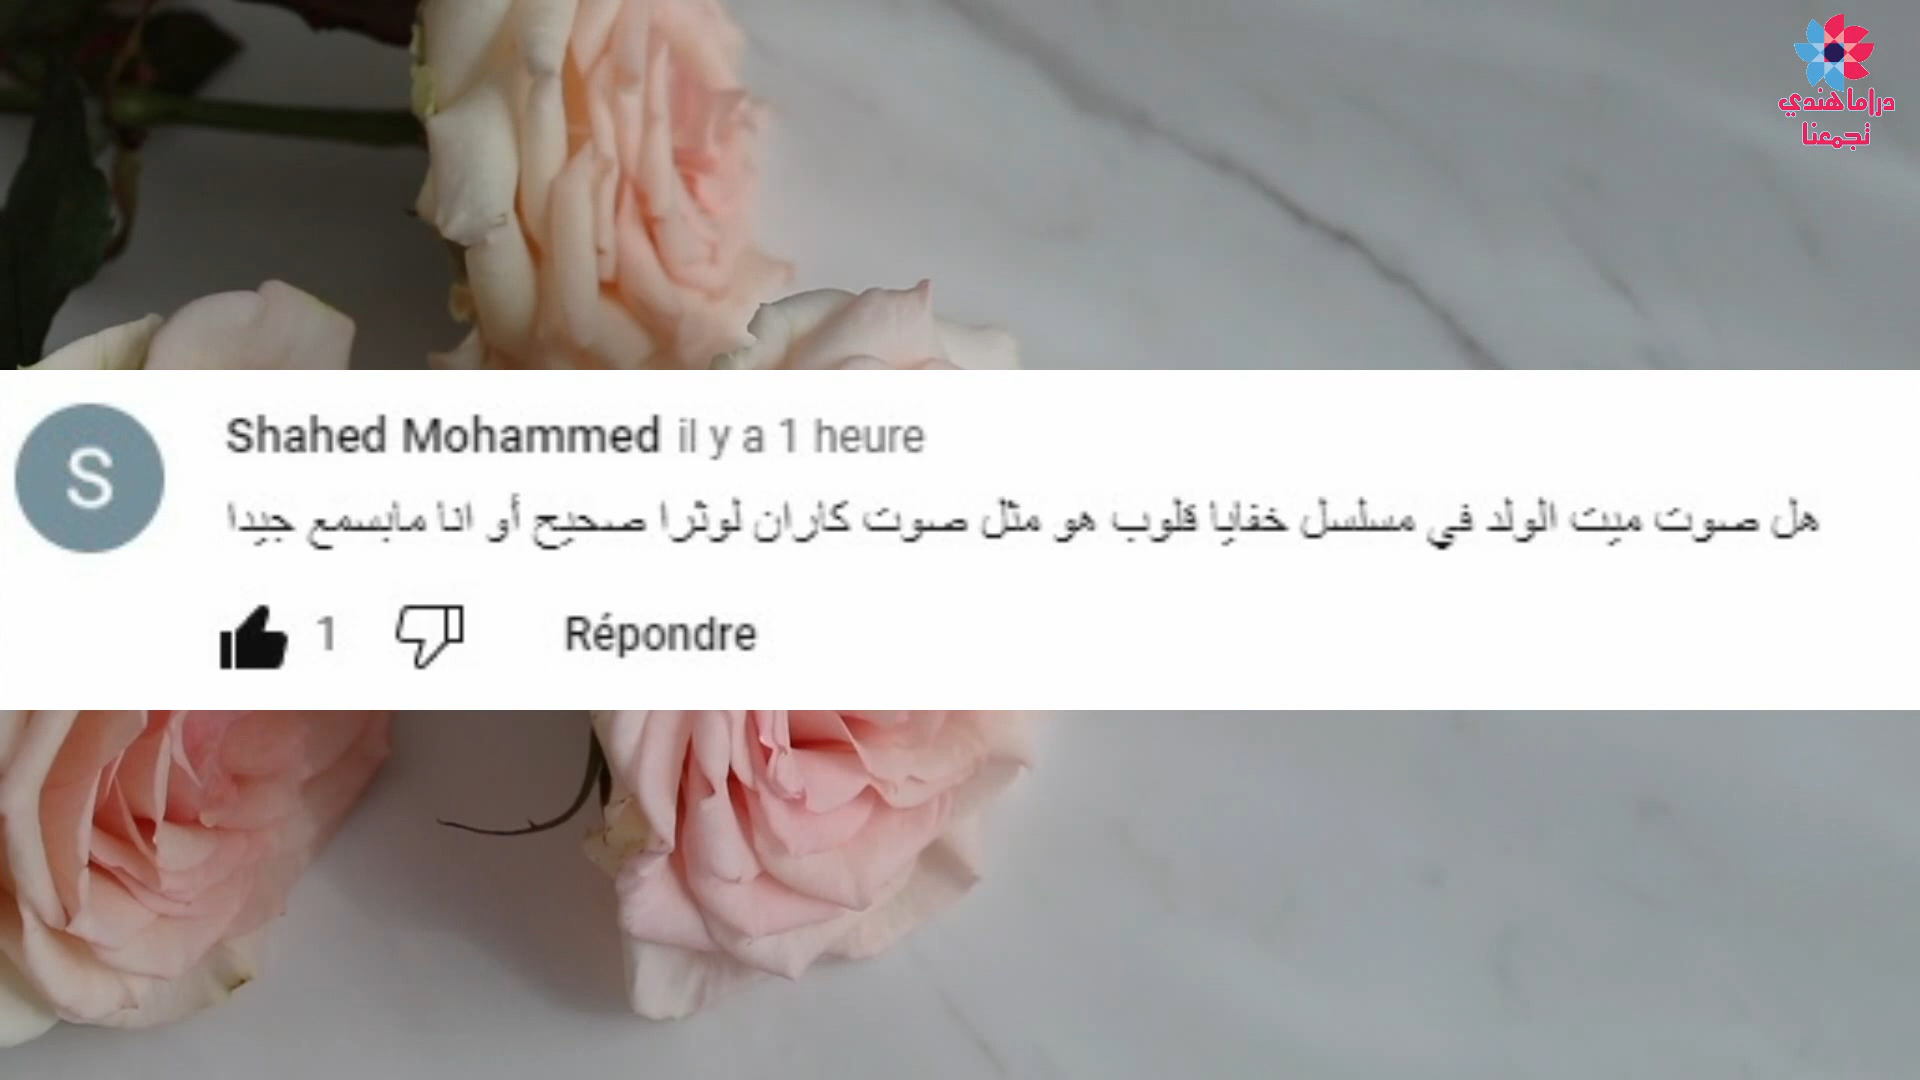 دراما هندي
تجمعنا
S
Shahed Mohammed il y a 1 heure
هل صوت ميت الولد في مسلسل خفايا قلوب هو مثل صوت كاران لوثرا صحيح أو انا مابسمع جيدا
1
Répondre